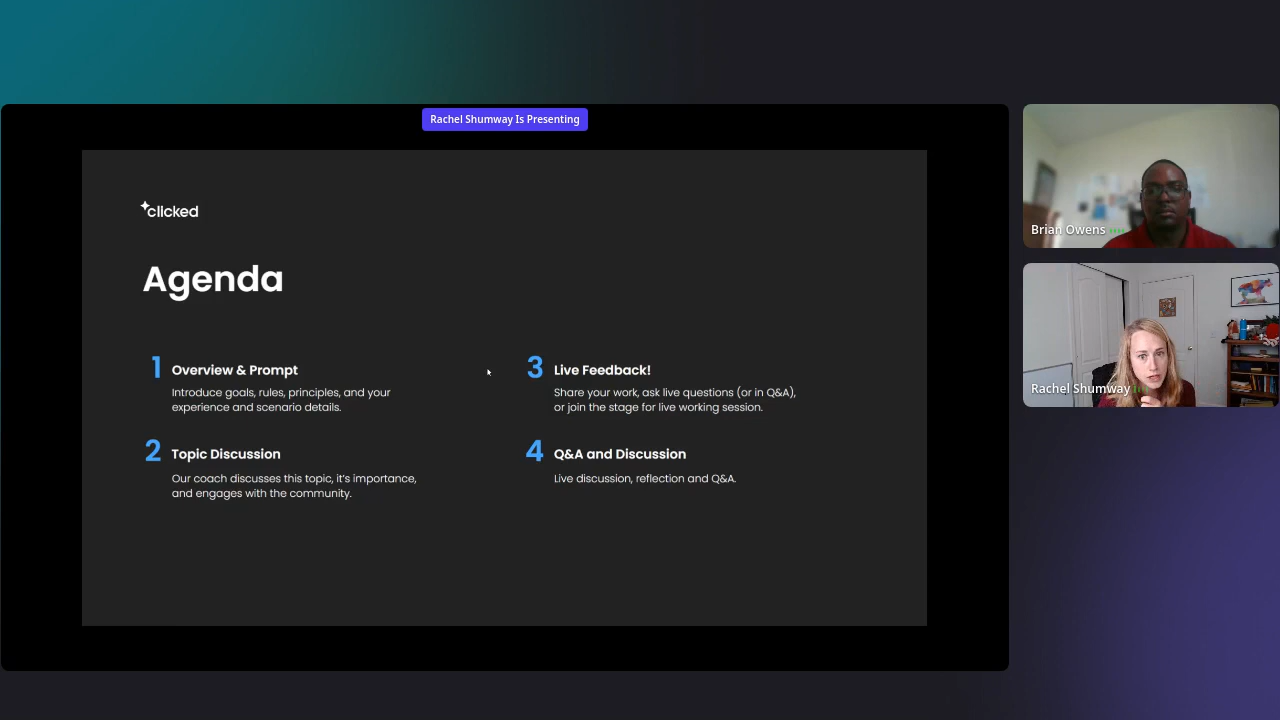 Rachel Shumway Is Presenting
clicked
Agenda
1 Overview & Prompt
Introduce goals, rules, principles, and your
experience and scenario details.
2 Topic Discussion
Our coach discusses this topic, it's importance,
and engages with the community.
3 Live Feedback!
Share your work, ask live questions (or in Q&A),
or join the stage for live working session.
4 Q&A and Discussion
Live discussion, reflection and Q&A.
Brian Owens
Rachel Shumway